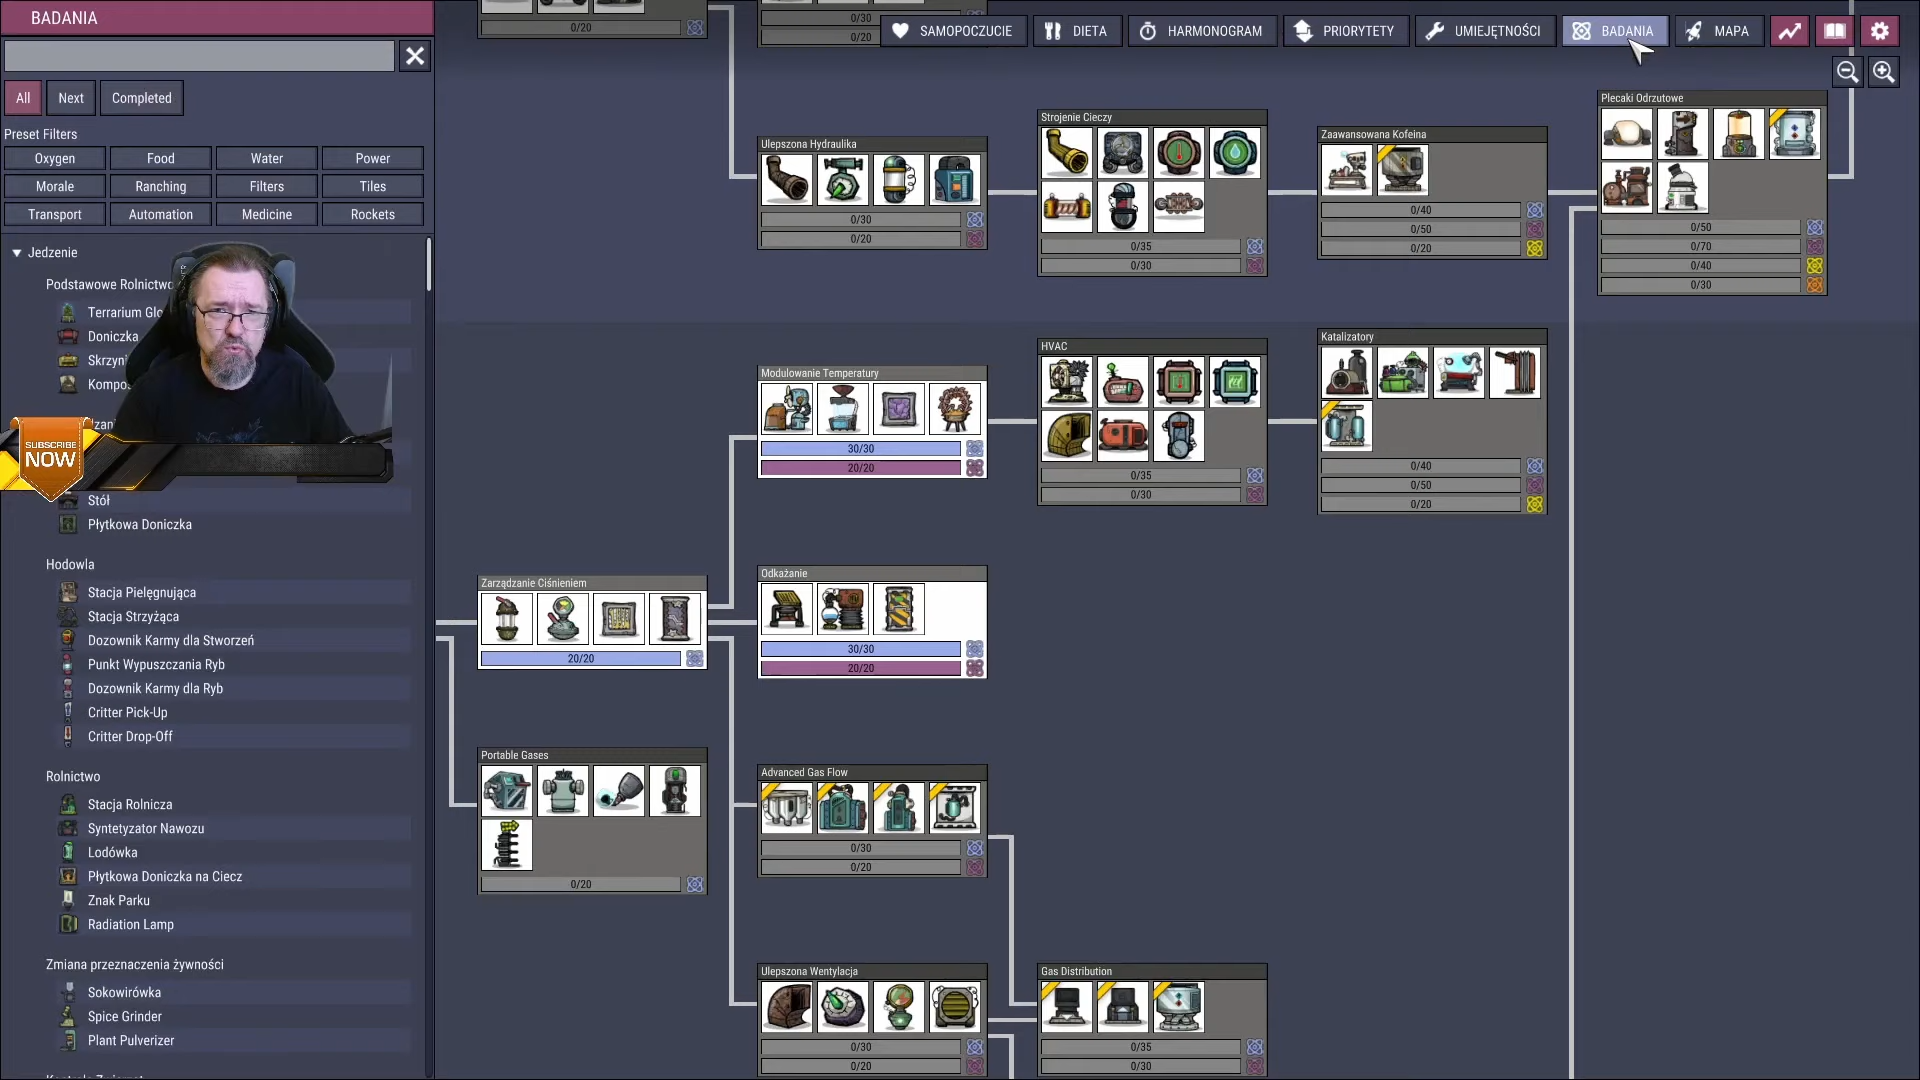 BADANIA
All
Next
Completed
Preset Filters
Oxygen
Food
Water
Power
Morale
Ranching
Filters
Tiles
Transport
Automation
Medicine
Rockets
Jedzenie
Podstawowe Rolnictwo
Terrarium Glo
Doniczka
Skrzyni
Kompos
SUBSCRIBE
NOW
Stół
Płytkowa Doniczka
Hodowla
Stacja Pielęgnująca
Stacja Strzyżąca
Dozownik Karmy dla Stworzeń
Punkt Wypuszczania Ryb
Dozownik Karmy dla Ryb
Critter Pick-Up
Critter Drop-Off
Rolnictwo
Stacja Rolnicza
Syntetyzator Nawozu
Lodówka
Płytkowa Doniczka na Ciecz
Znak Parku
Radiation Lamp
Zmiana przeznaczenia żywności
Sokowirówka
Spice Grinder
Plant Pulverizer
SAMOPOCZUCIE
DIETA
HARMONOGRAM
PRIORYTETY
UMIEJĘTNOŚCI
BADANIA
MAPA
0/20
0/30
0/20
Ulepszona Hydraulika
0/30
0/20
Strojenie Cieczy
0/35
0/30
Zaawansowana Kofeina
0/40
0/50
0/20
Plecaki Odrzutowe
0/50
0/70
0/40
0/30
Modulowanie Temperatury
30/30
20/20
HVAC
0/35
0/30
Katalizatory
0/40
0/50
0/20
Zarządzanie Ciśnieniem
20/20
Odkażanie
30/30
20/20
Portable Gases
0/20
Advanced Gas Flow
0/30
0/20
Ulepszona Wentylacja
0/30
0/20
Gas Distribution
0/35
0/30